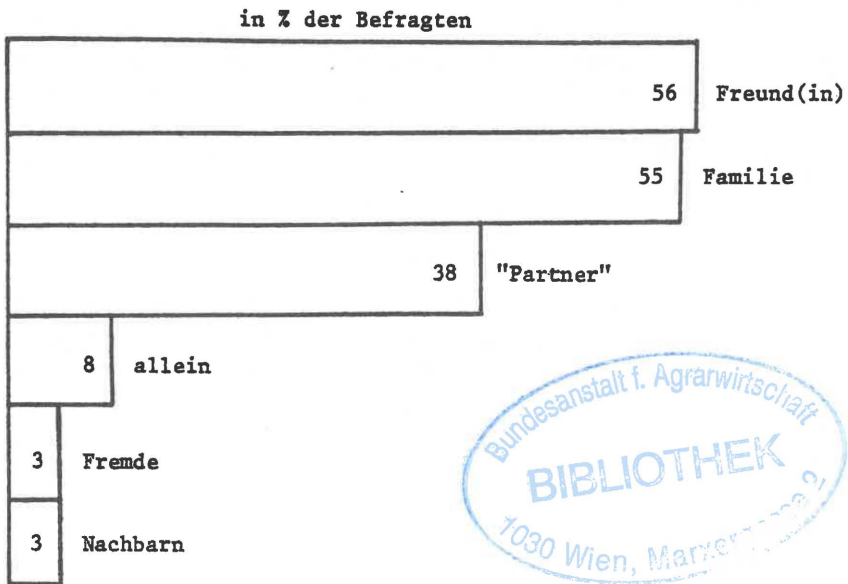 in % der Befragten
56 Freund(in)
55 Familie
38 "Partner"
8 allein
3 Fremde
3 Nachbarn
Bundesanstalt f. Agrarwirtschaft
BIBLIOTHEK
1030 Wien,